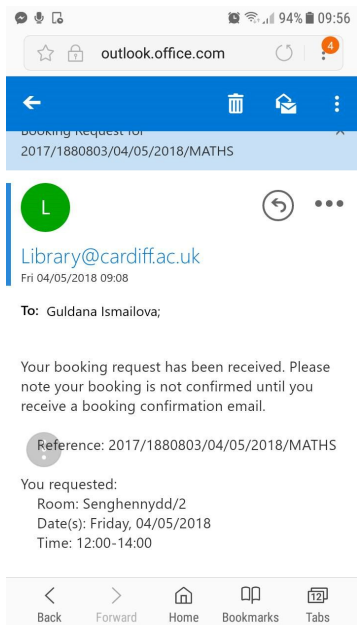 94% 09:56
outlook.office.com
4
Booking Request for
2017/1880803/04/05/2018/MATHS
L
Library@cardiff.ac.uk
Fri 04/05/2018 09:08
To: Guldana Ismailova;
Your booking request has been received. Please
note your booking is not confirmed until you
receive a booking confirmation email.
Reference: 2017/1880803/04/05/2018/MATHS
You requested:
Room: Senghennydd/2
Date(s): Friday, 04/05/2018
Time: 12:00-14:00
12
Back Forward Home Bookmarks Tabs